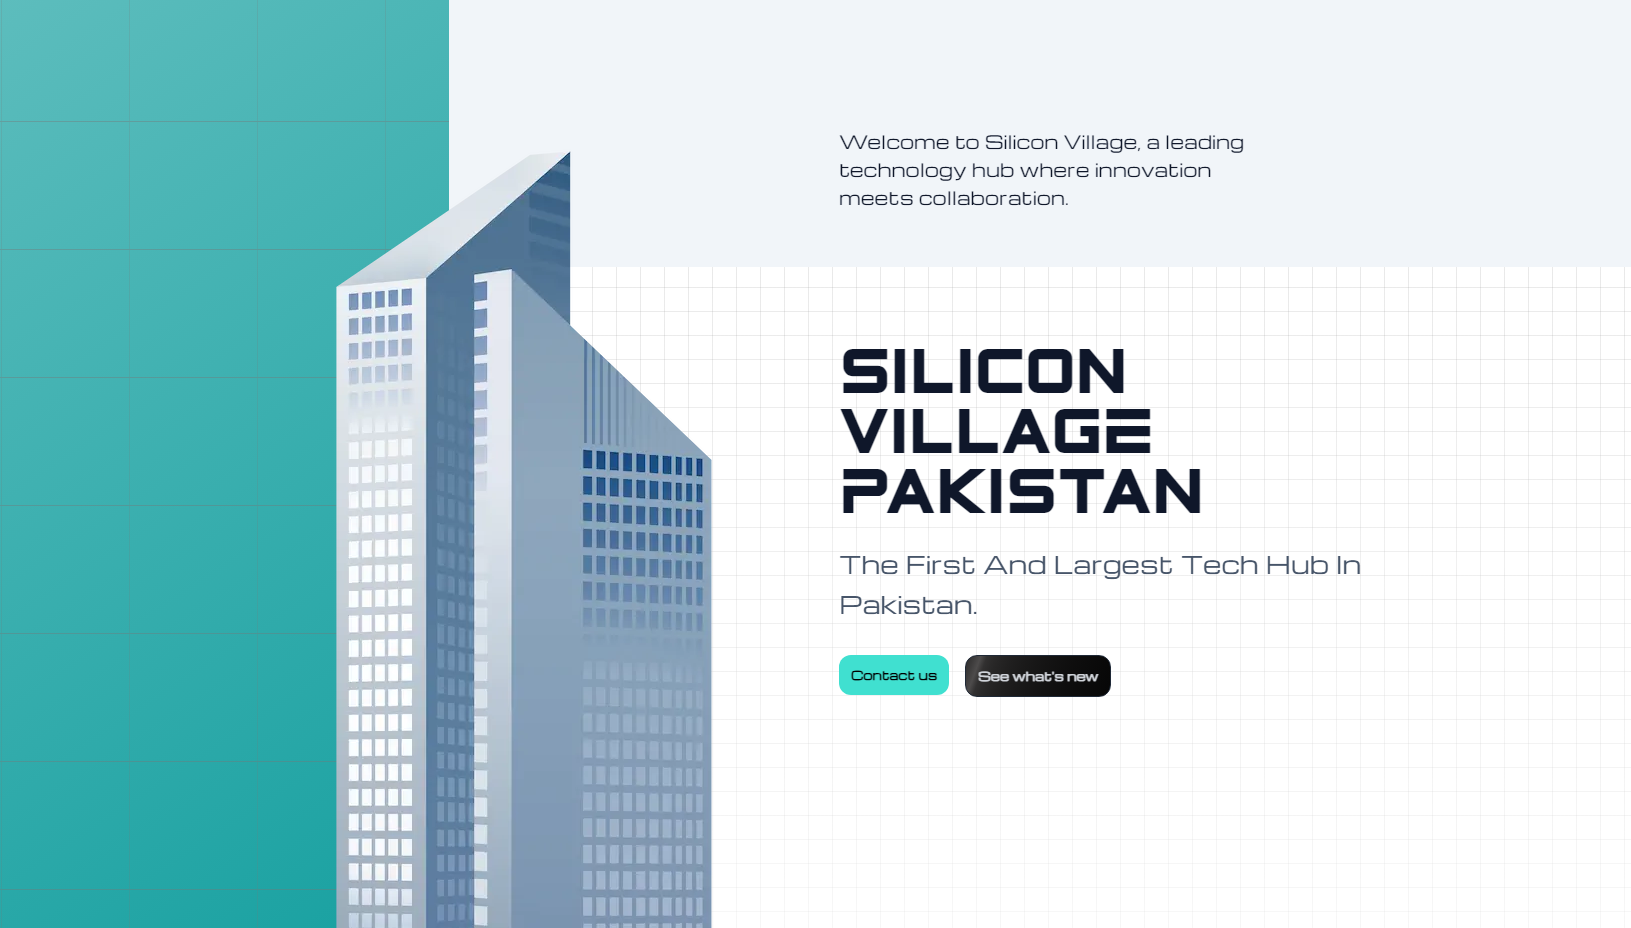 Welcome to Silicon Village, a leading
technology hub where innovation
meets collaboration.
SILICON
VILLAGE
PAKISTAN
The First And Largest Tech Hub In
Pakistan.
Contact us
See what's new